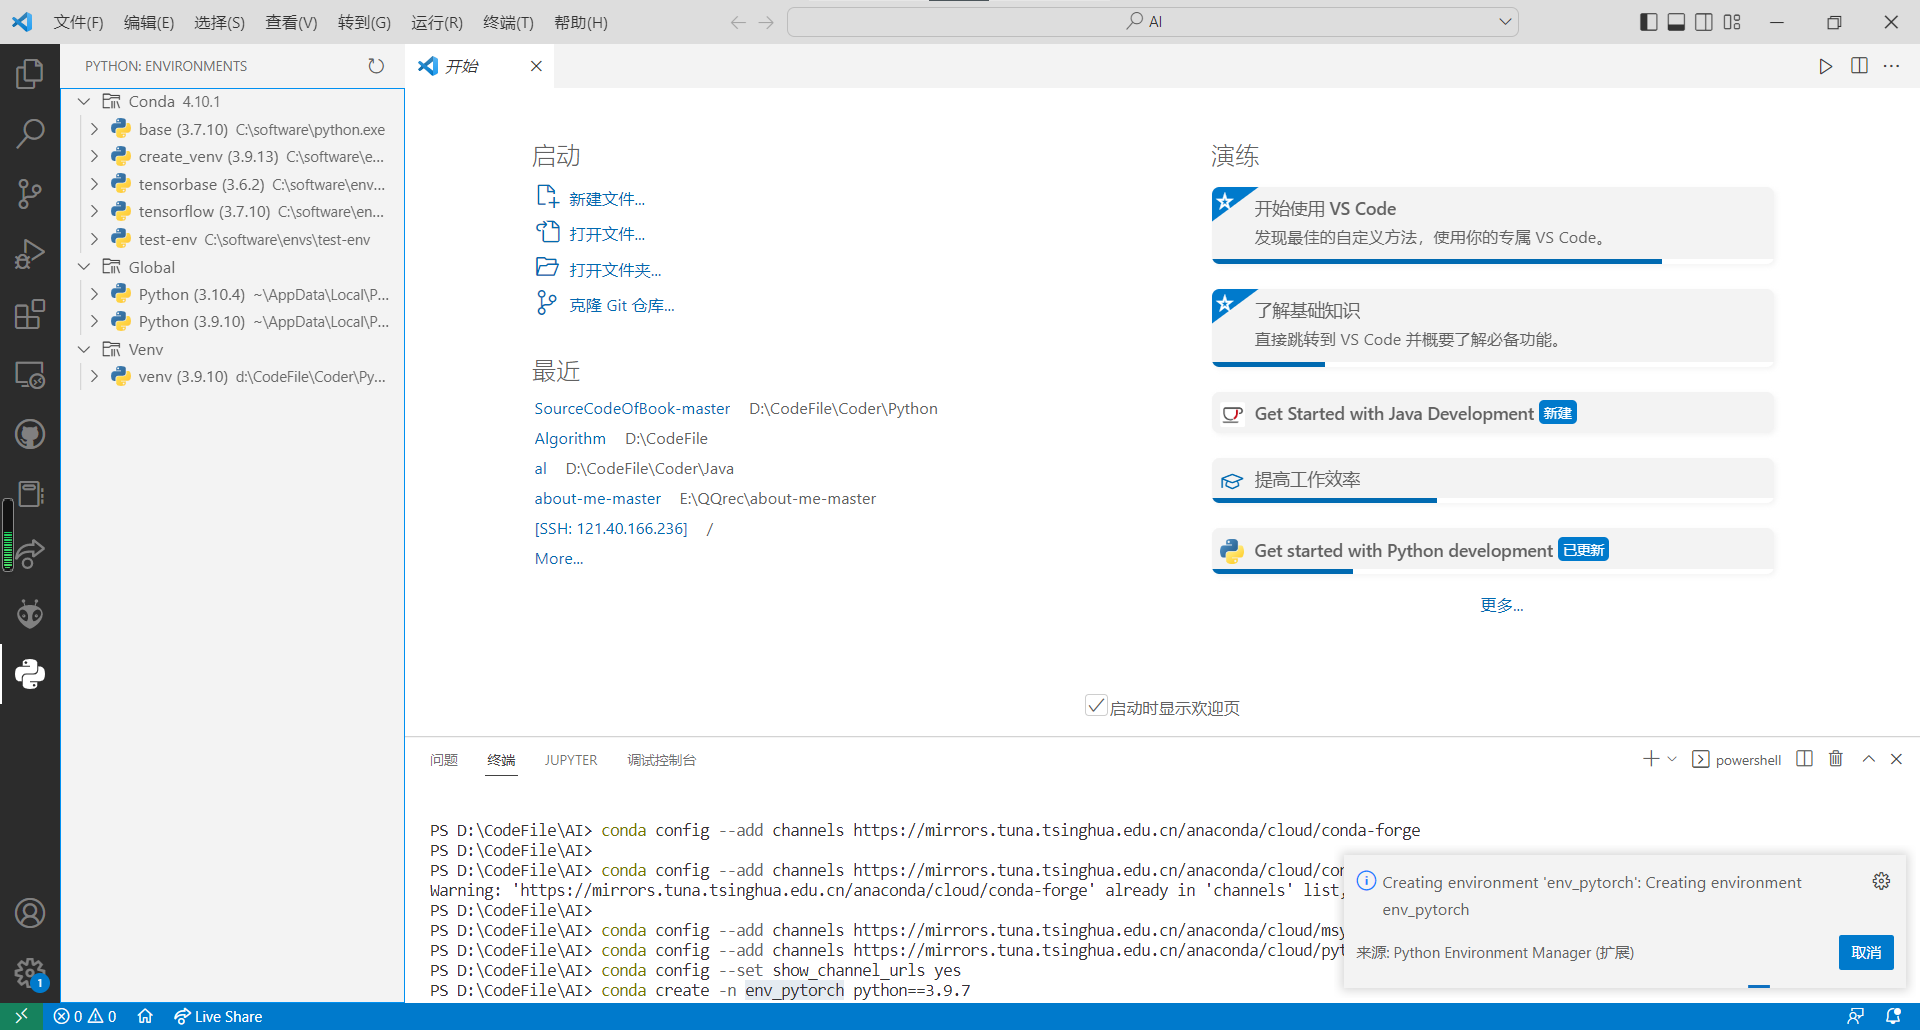 文件(F) 编辑(E) 选择(S) 查看(V) 转到(G) 运行(R) 终端(T) 帮助(H) AI
PYTHON: ENVIRONMENTS
Conda 4.10.1
base (3.7.10) C:\software\python.exe
create_venv (3.9.13) C:\software\e...
tensorbase (3.6.2) C:\software\env...
tensorflow (3.7.10) C:\software\en...
test-env C:\software\envs\test-env
Global
Python (3.10.4) ~\AppData\Local\P...
Python (3.9.10) ~\AppData\Local\P...
Venv
venv (3.9.10) d:\CodeFile\Coder\Py...
1
开始
启动
新建文件...
打开文件...
打开文件夹...
克隆 Git 仓库...
最近
SourceCodeOfBook-master D:\CodeFile\Coder\Python
Algorithm D:\CodeFile
al D:\CodeFile\Coder\Java
about-me-master E:\QQrec\about-me-master
[SSH: 121.40.166.236] /
More...
演练
开始使用 VS Code
发现最佳的自定义方法，使用你的专属 VS Code。
了解基础知识
直接跳转到 VS Code 并概要了解必备功能。
Get Started with Java Development 新建
提高工作效率
Get started with Python development 已更新
更多...
启动时显示欢迎页
问题 终端 JUPYTER 调试控制台 powershell
PS D:\CodeFile\AI> conda config --add channels https://mirrors.tuna.tsinghua.edu.cn/anaconda/cloud/conda-forge
PS D:\CodeFile\AI>
PS D:\CodeFile\AI> conda config --add channels https://mirrors.tuna.tsinghua.edu.cn/anaconda/cloud/con
Warning: 'https://mirrors.tuna.tsinghua.edu.cn/anaconda/cloud/conda-forge' already in 'channels' list,
PS D:\CodeFile\AI>
PS D:\CodeFile\AI> conda config --add channels https://mirrors.tuna.tsinghua.edu.cn/anaconda/cloud/msy
PS D:\CodeFile\AI> conda config --add channels https://mirrors.tuna.tsinghua.edu.cn/anaconda/cloud/pyt
PS D:\CodeFile\AI> conda config --set show_channel_urls yes
PS D:\CodeFile\AI> conda create -n env_pytorch python==3.9.7
Creating environment 'env_pytorch': Creating environment
env_pytorch
来源: Python Environment Manager (扩展) 取消
0 0 Live Share